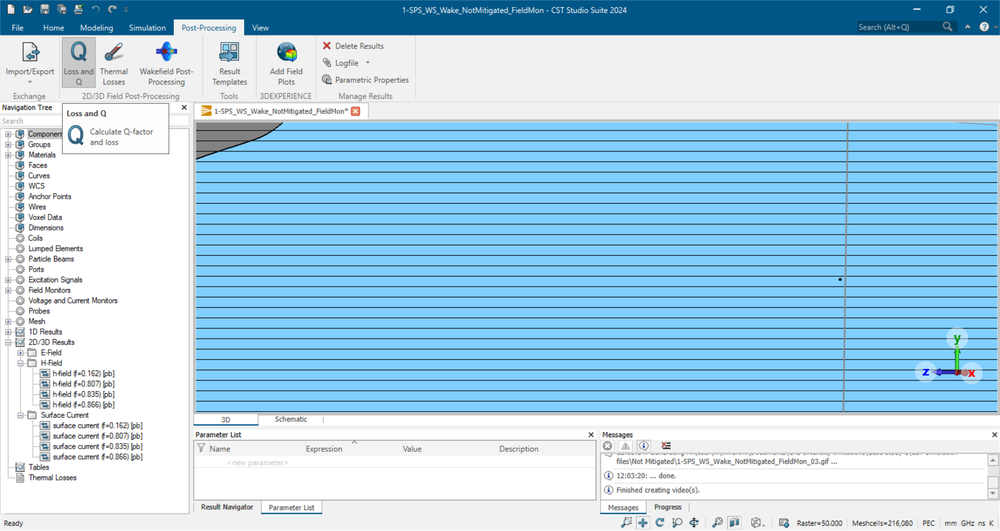 1-SPS_WS_Wake_NotMitigated_FieldMon - CST Studio Suite 2024
File Home Modeling Simulation Post-Processing View
Search (Alt+Q)
Import/Export
Loss and
Q
Thermal
Losses
Wakefield Post-
Processing
Result
Templates
Add Field
Plots
Delete Results
Logfile
Parametric Properties
Exchange 2D/3D Field Post-Processing Tools 3DEXPERIENCE Manage Results
Navigation Tree
Search
Loss and Q
Q Calculate Q-factor
and loss
1-SPS_WS_Wake_NotMitigated_FieldMon*
Component
Groups
Materials
Faces
Curves
WCS
Anchor Points
Wires
Voxel Data
Dimensions
Coils
Lumped Elements
Particle Beams
Ports
Excitation Signals
Field Monitors
Voltage and Current Monitors
Probes
Mesh
1D Results
2D/3D Results
E-Field
H-Field
h-field (f=0.162) [pb]
h-field (f=0.807) [pb]
h-field (f=0.835) [pb]
h-field (f=0.866) [pb]
Surface Current
surface current (f=0.162) [pb]
surface current (f=0.807) [pb]
surface current (f=0.835) [pb]
surface current (f=0.866) [pb]
Tables
Thermal Losses
y
z x
3D Schematic
Parameter List
Name Expression Value Description
<new parameter>
Result Navigator Parameter List
Messages
files\Not Mitigated\1-SPS_WS_Wake_NotMitigated_FieldMon_03.gif ...
12:03:20: ... done.
Finished creating video(s).
Messages Progress
Ready
Raster=50.000 Meshcells=216,080 PEC mm GHz ns K